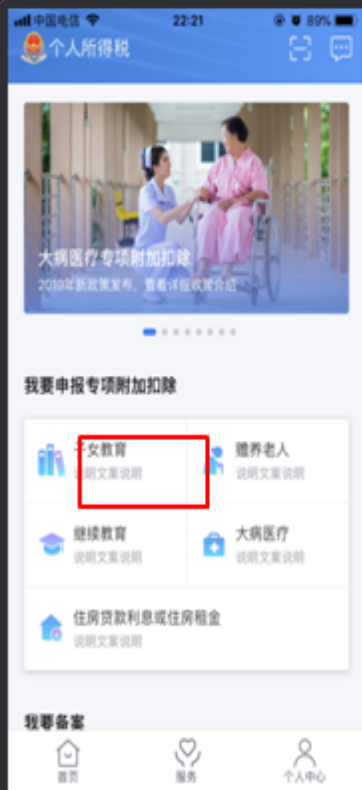 中国电信 22:21 89%
个人所得税
大病医疗专项附加扣除
2019年新政策发布，查看详细政策介绍
我要申报专项附加扣除
子女教育 赡养老人
说明文案说明 说明文案说明
继续教育 大病医疗
说明文案说明 说明文案说明
住房贷款利息或住房租金
说明文案说明
我要备案
首页 服务 个人中心